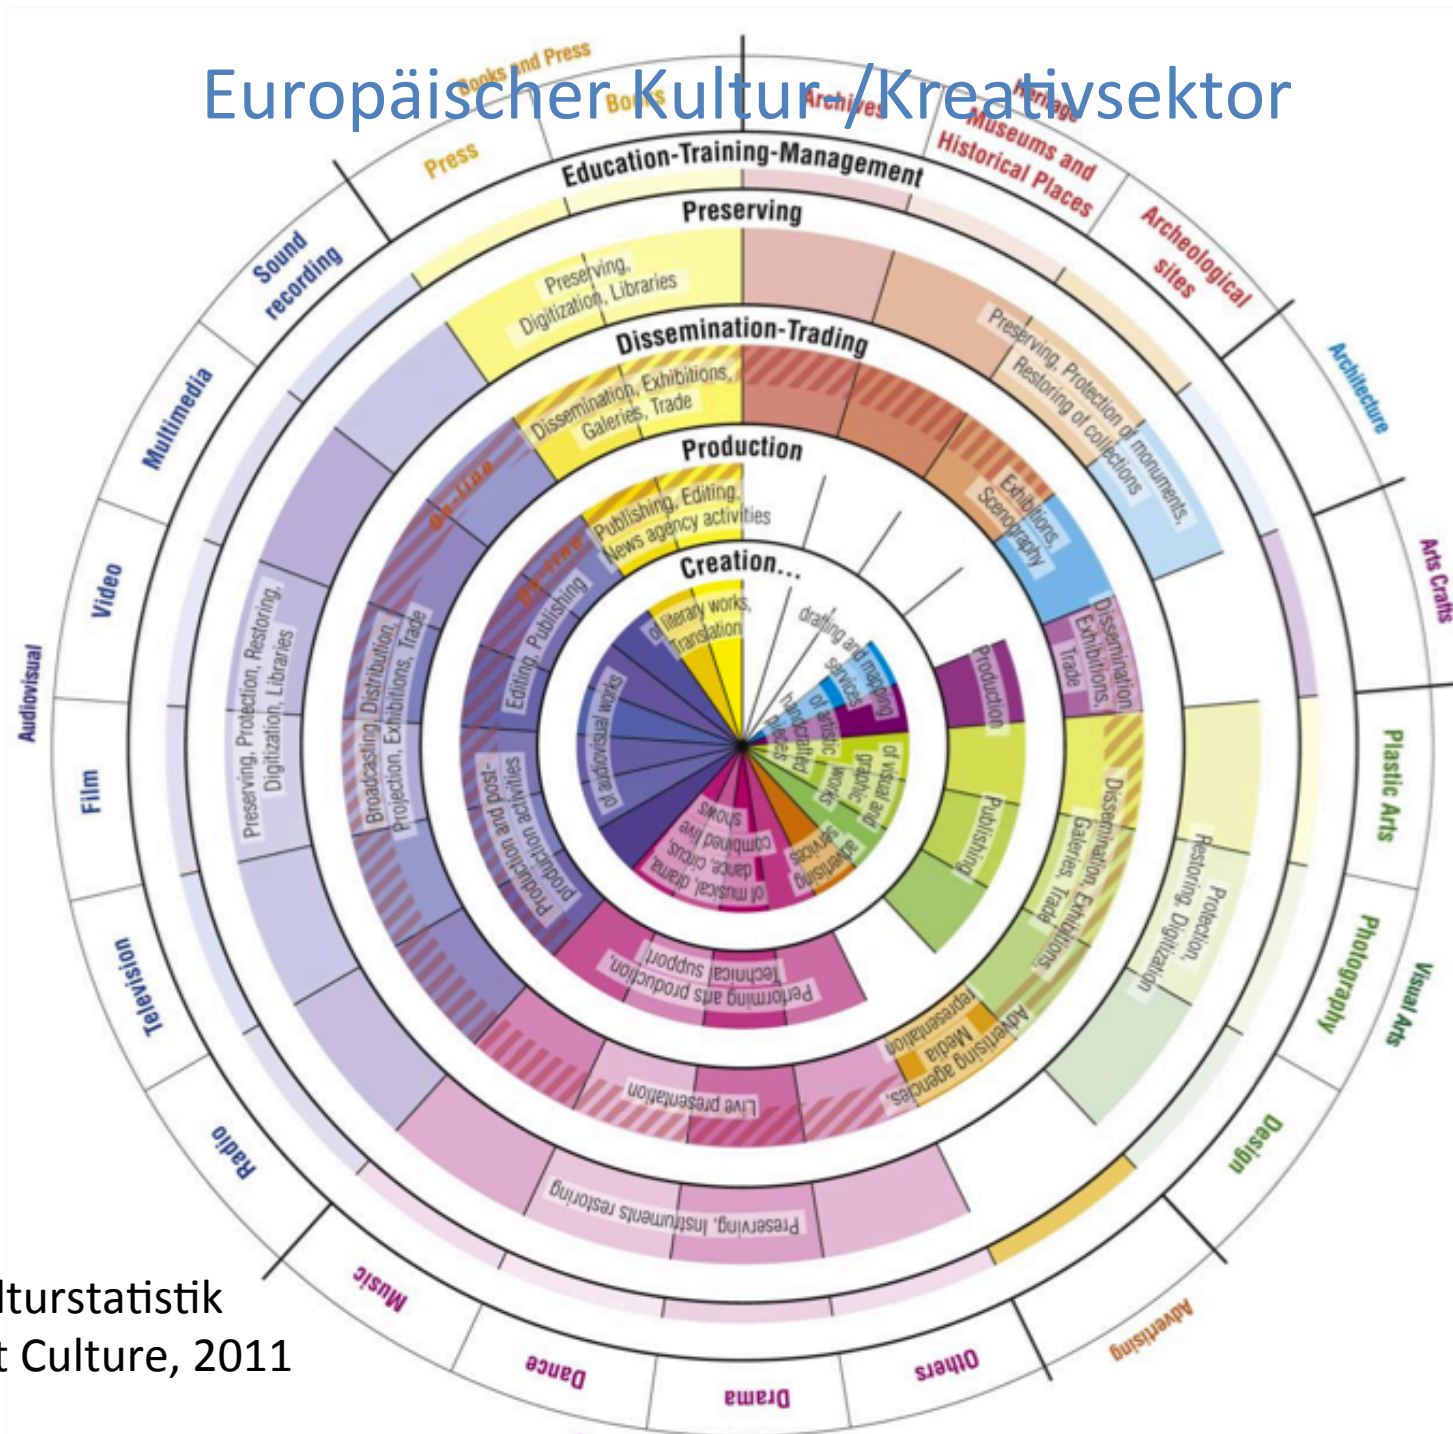 Europäischer Kultur-/Kreativsektor
Books and Press
Books
Press
Archives
Heritage
Museums and
Historical Places
Archeological
sites
Architecture
Arts Crafts
Plastic Arts
Photography
Visual Arts
Design
Advertising
Others
Drama
Dance
Music
Radio
Television
Film
Audiovisual
Video
Multimedia
Sound
recording
Education-Training-Management
Preserving
Preserving,
Digitization, Libraries
Preserving, Protection of monuments,
Restoring of collections
Protection,
Restoring, Digitization
Preserving, Instruments restoring
Preserving, Protection, Restoring,
Digitization, Libraries
Dissemination-Trading
Dissemination, Exhibitions,
Galeries, Trade
Exhibitions,
Scenography
Dissemination
Exhibitions,
Trade
Dissemination, Exhibitions,
Galeries, Trade
Advertising agencies,
Media
representation
Live presentation
Broadcasting, Distribution,
Projection, Exhibitions, Trade
on-line
Production
Publishing, Editing,
News agency activities
Production
Publishing
Performing arts production,
Technical support
Production and post-
production activities
Editing, Publishing
on-line
Creation...
of literary works,
Translation
drafting and mapping
services
of artistic
handcrafted
pieces
of visual and
graphic
works
advertising
services
of musical, drama,
dance, circus,
combined live
shows
of audiovisual works
lturstatistik
t Culture, 2011